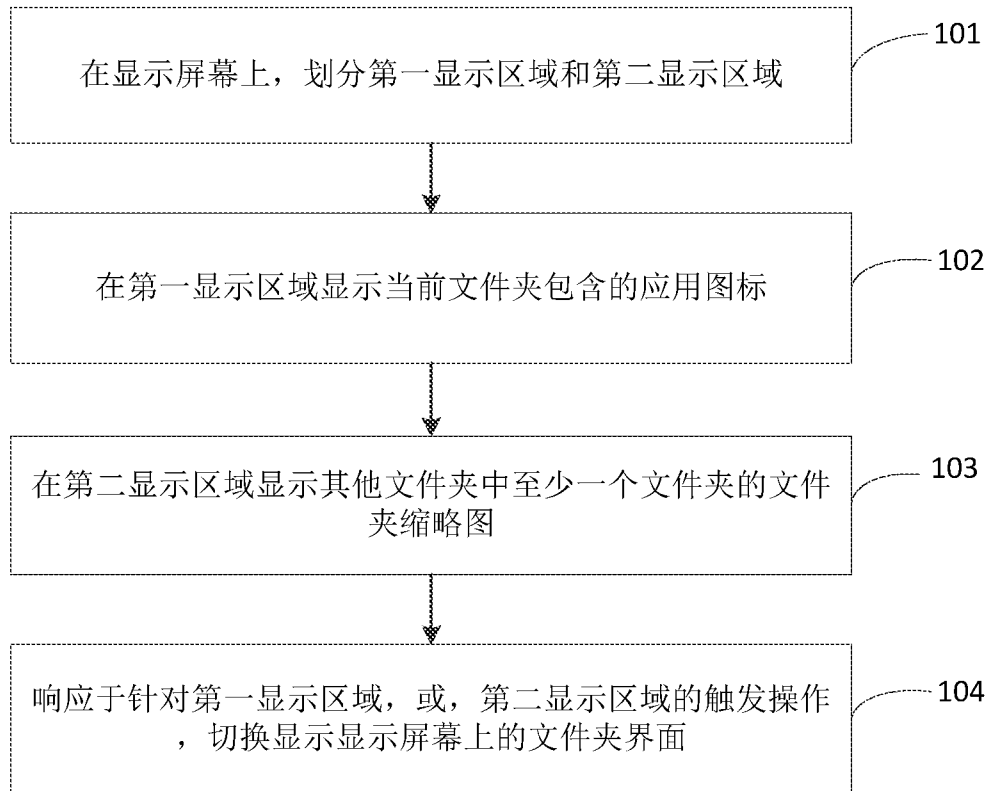 在显示屏幕上，划分第一显示区域和第二显示区域
101
在第一显示区域显示当前文件夹包含的应用图标
102
在第二显示区域显示其他文件夹中至少一个文件夹的文件
夹缩略图
103
响应于针对第一显示区域，或，第二显示区域的触发操作
，切换显示显示屏幕上的文件夹界面
104